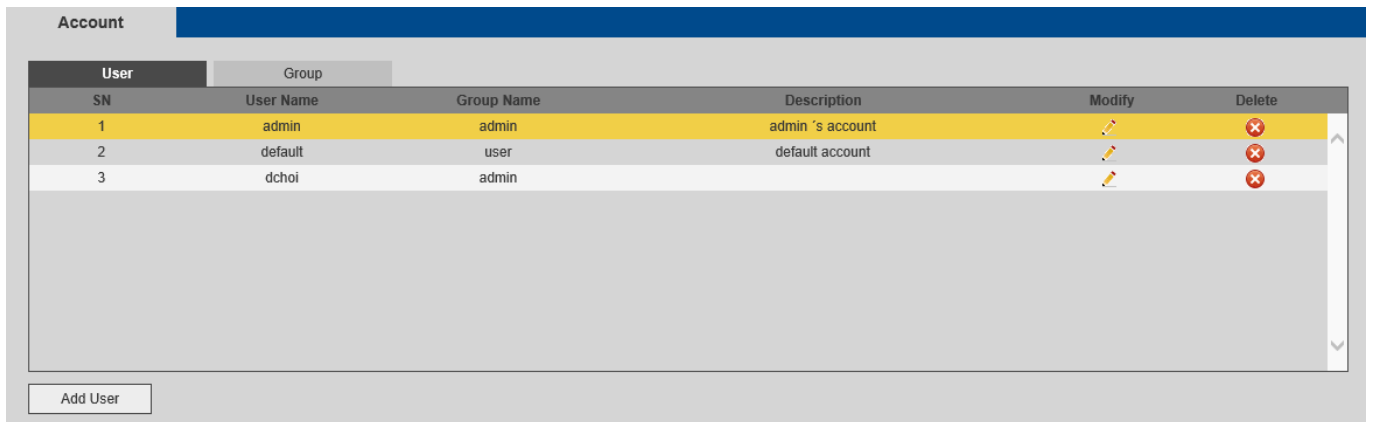 Account
User Group
SN User Name Group Name Description Modify Delete
1 admin admin admin ´s account
2 default user default account
3 dchoi admin
Add User